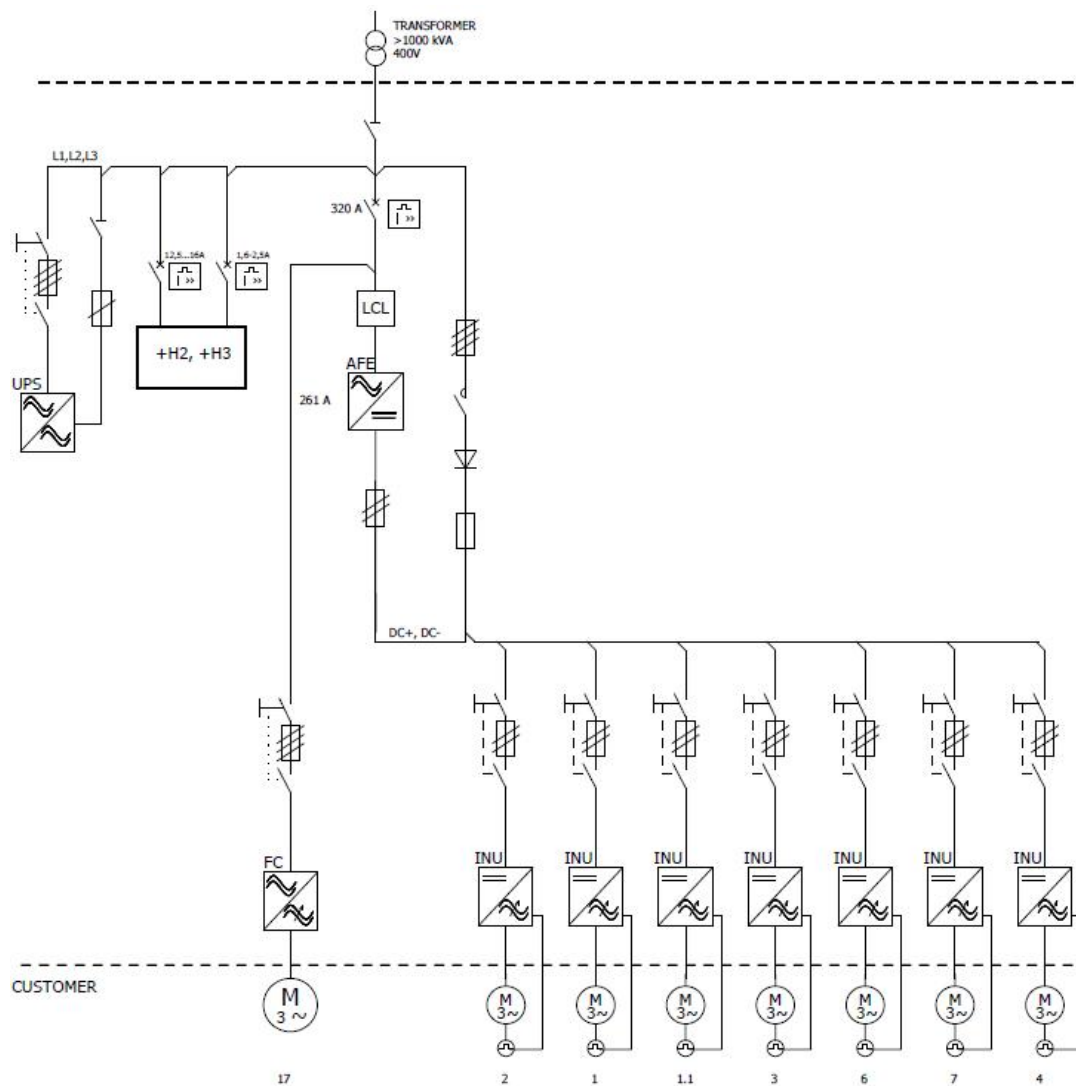 TRANSFORMER
>1000 kVA
400V
L1,L2,L3
320 A
I >>
12,5...16A
I >>
1,6-2,5A
I >>
LCL
+H2, +H3
AFE
UPS
261 A
DC+, DC-
FC
INU
INU
INU
INU
INU
INU
INU
CUSTOMER
M
3 ~
M
3~
M
3~
M
3~
M
3~
M
3~
M
3~
M
3~
17
2
1
1.1
3
6
7
4